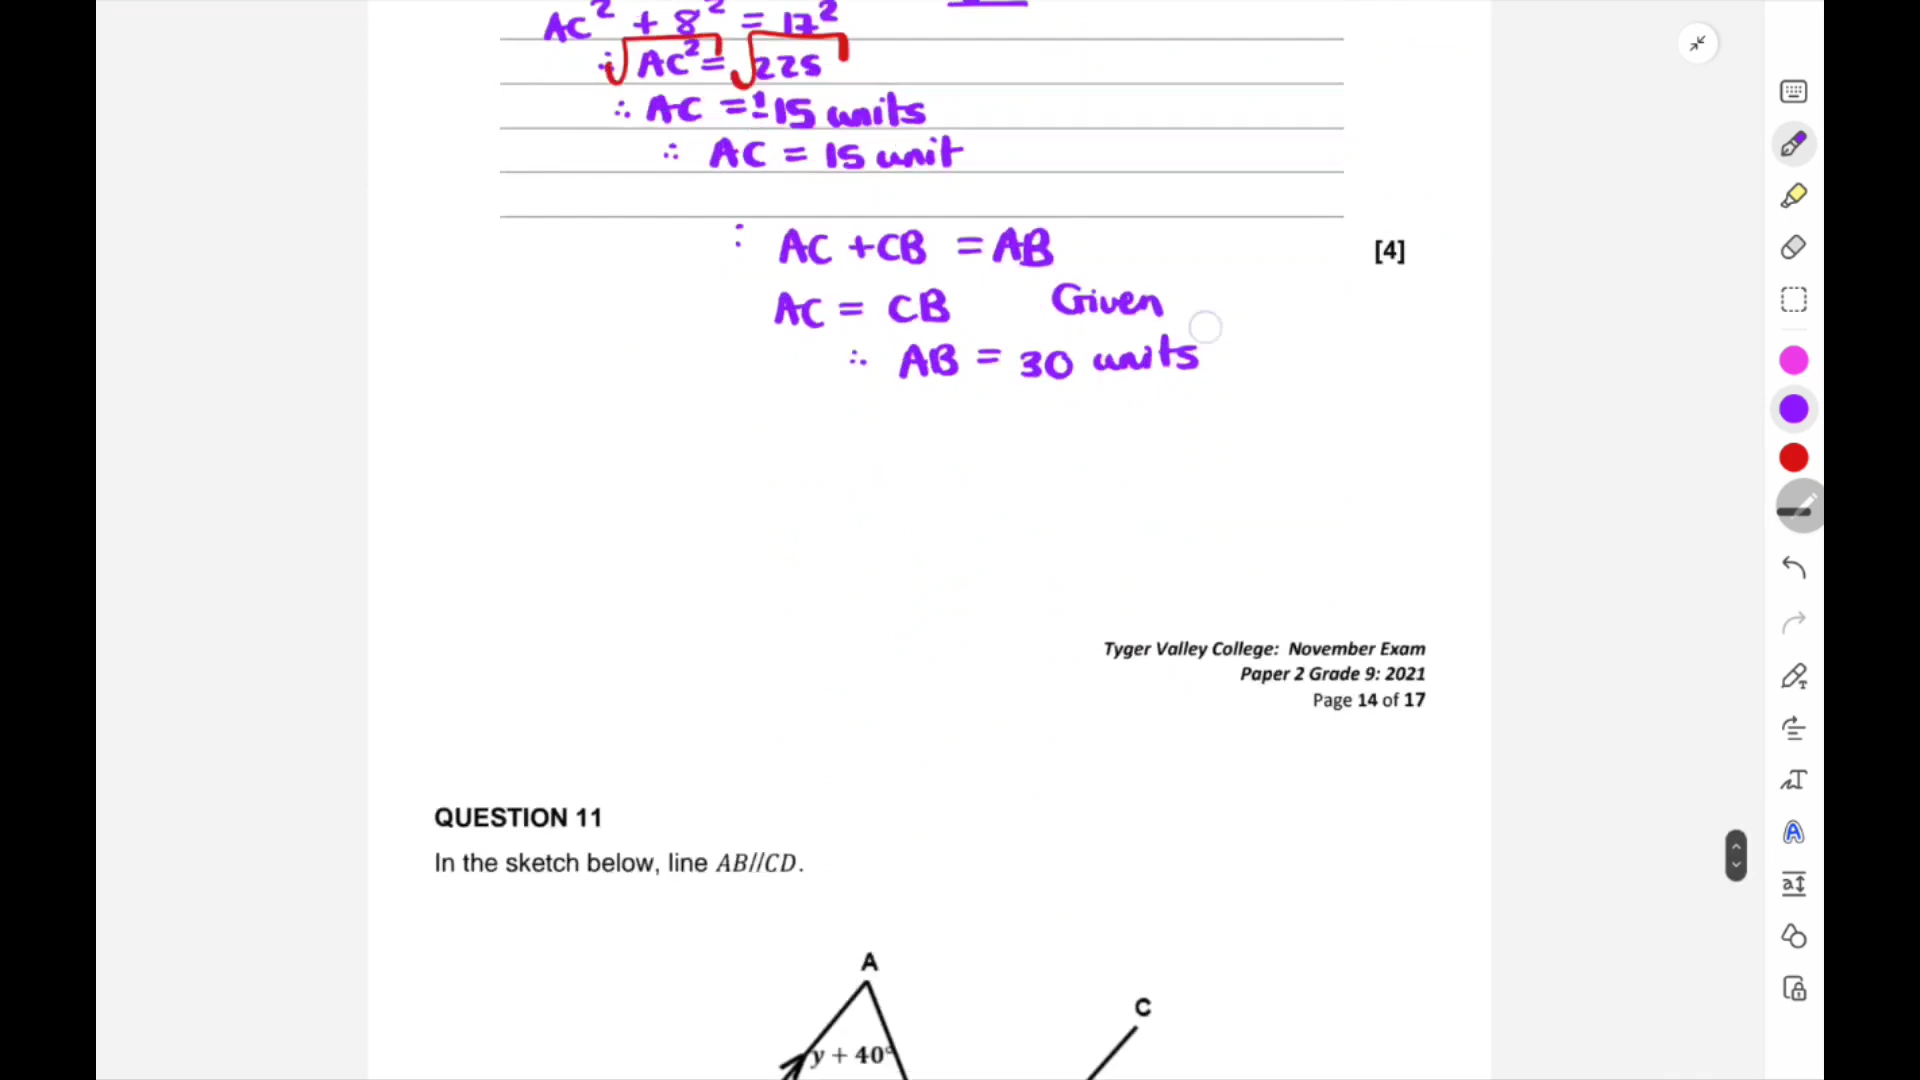 AC² + 8² = 17²
∴ √AC² = √225
∴ AC = ±15 units
∴ AC = 15 unit
: AC + CB = AB
[4]
AC = CB Given
∴ AB = 30 units
Tyger Valley College: November Exam
Paper 2 Grade 9: 2021
Page 14 of 17
QUESTION 11
In the sketch below, line AB//CD.
A
C
y + 40°